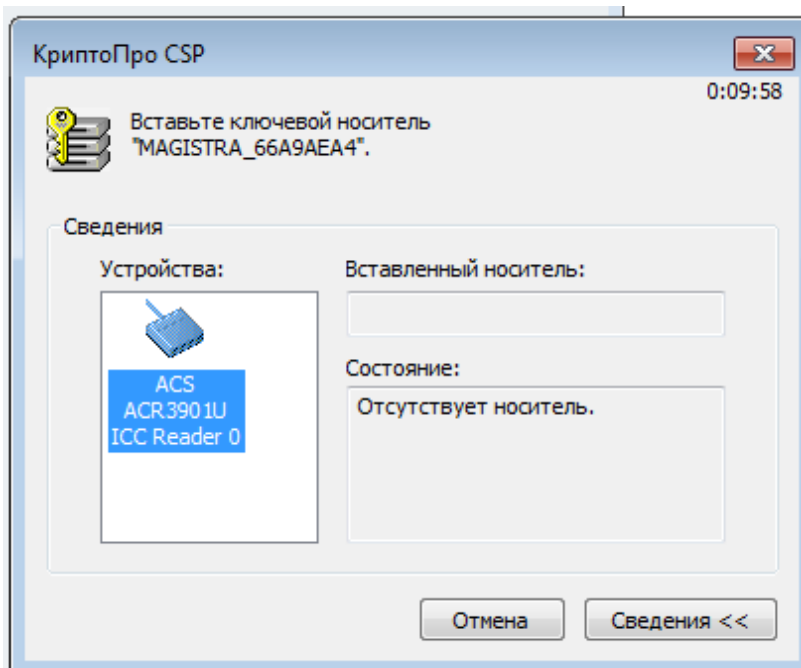 КриптоПро CSP
0:09:58
Вставьте ключевой носитель
"MAGISTRA_66A9AEA4".
Сведения
Устройства:
ACS
ACR3901U
ICC Reader 0
Вставленный носитель:
Состояние:
Отсутствует носитель.
Отмена
Сведения <<